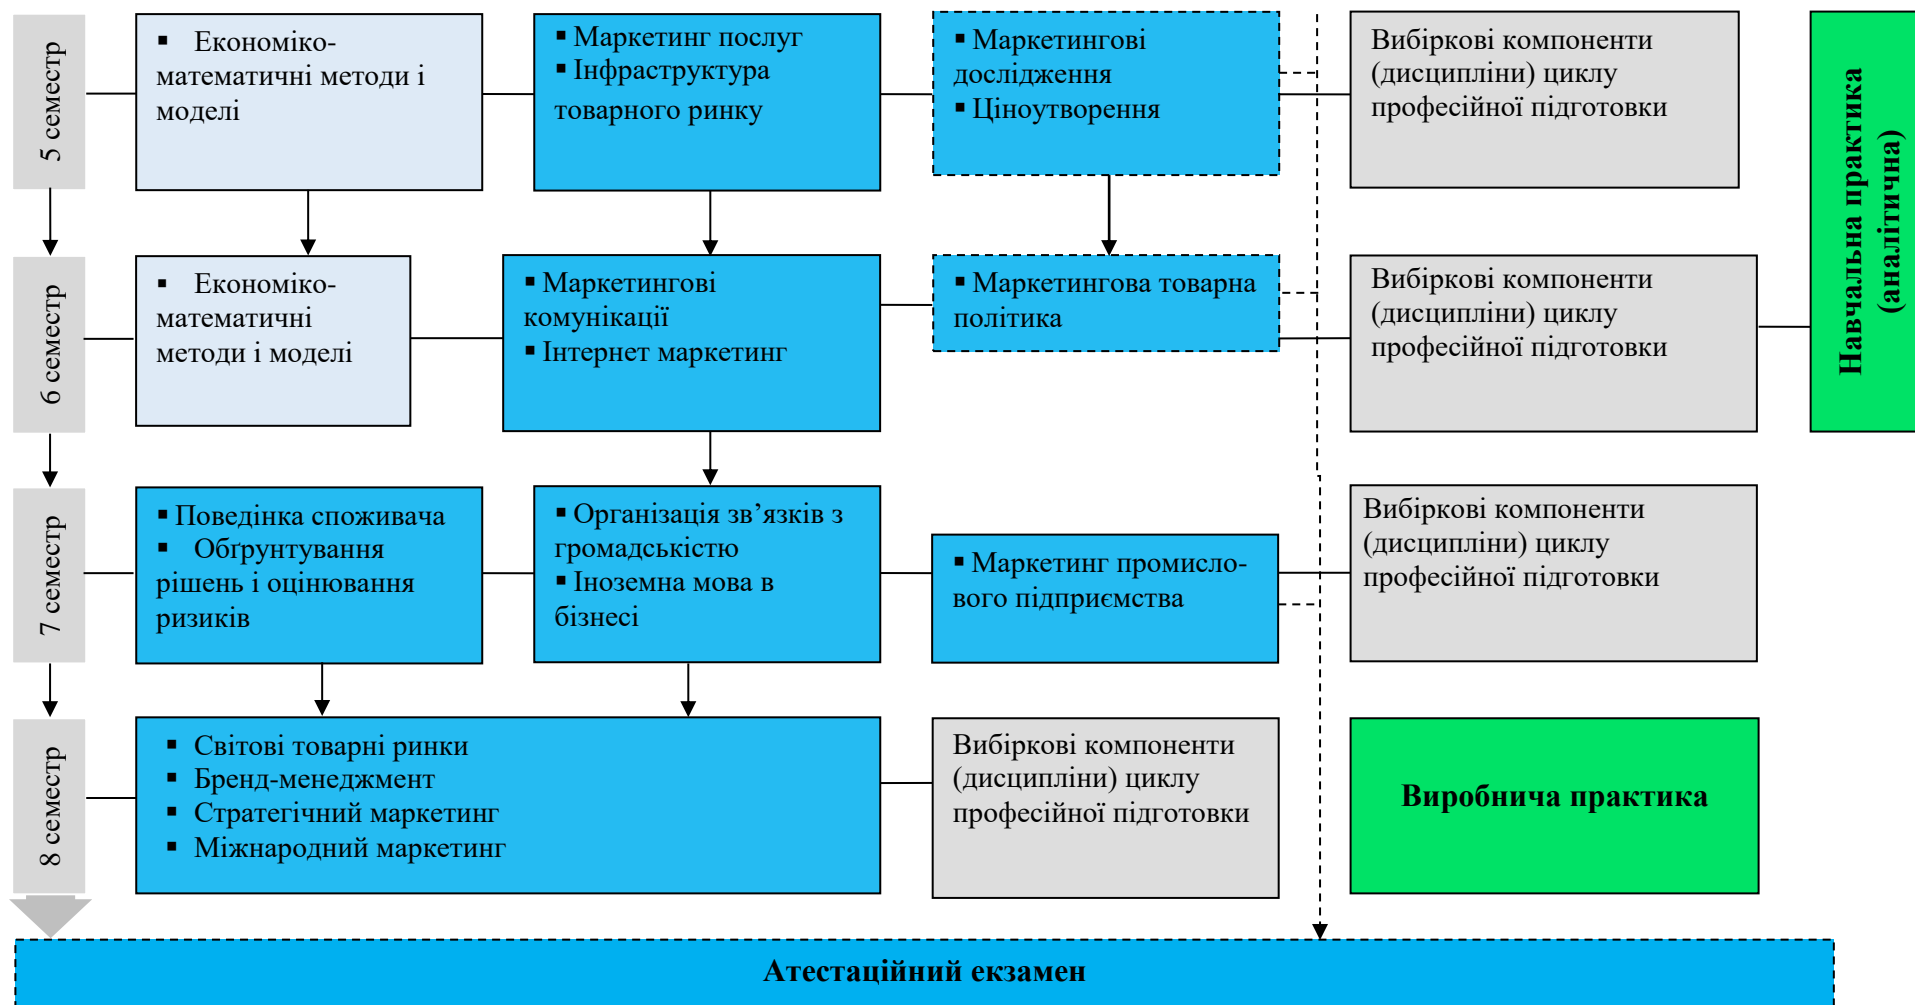 5 семестр
▪ Економіко-
математичні методи і
моделі
▪ Маркетинг послуг
▪ Інфраструктура
товарного ринку
▪ Маркетингові
дослідження
▪ Ціноутворення
Вибіркові компоненти
(дисципліни) циклу
професійної підготовки
Навчальна практика
(аналітична)
6 семестр
▪ Економіко-
математичні
методи і моделі
▪ Маркетингові
комунікації
▪ Інтернет маркетинг
▪ Маркетингова товарна
політика
Вибіркові компоненти
(дисципліни) циклу
професійної підготовки
7 семестр
▪ Поведінка споживача
▪ Обґрунтування
рішень і оцінювання
ризиків
▪ Організація зв’язків з
громадськістю
▪ Іноземна мова в
бізнесі
▪ Маркетинг промисло-
вого підприємства
Вибіркові компоненти
(дисципліни) циклу
професійної підготовки
8 семестр
▪ Світові товарні ринки
▪ Бренд-менеджмент
▪ Стратегічний маркетинг
▪ Міжнародний маркетинг
Вибіркові компоненти
(дисципліни) циклу
професійної підготовки
Виробнича практика
Атестаційний екзамен